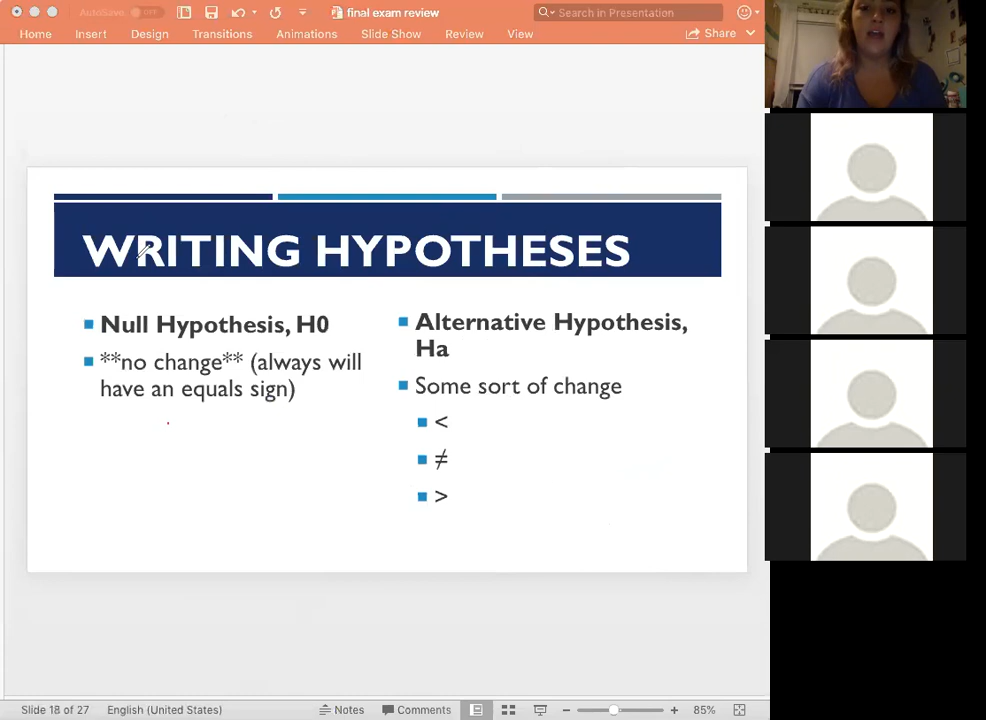 AutoSave OFF
final exam review
Search in Presentation
Home Insert Design Transitions Animations Slide Show Review View Share
WRITING HYPOTHESES
Null Hypothesis, H0
**no change** (always will
have an equals sign)
Alternative Hypothesis,
Ha
Some sort of change
<
≠
>
Slide 18 of 27 English (United States) Notes Comments 85%